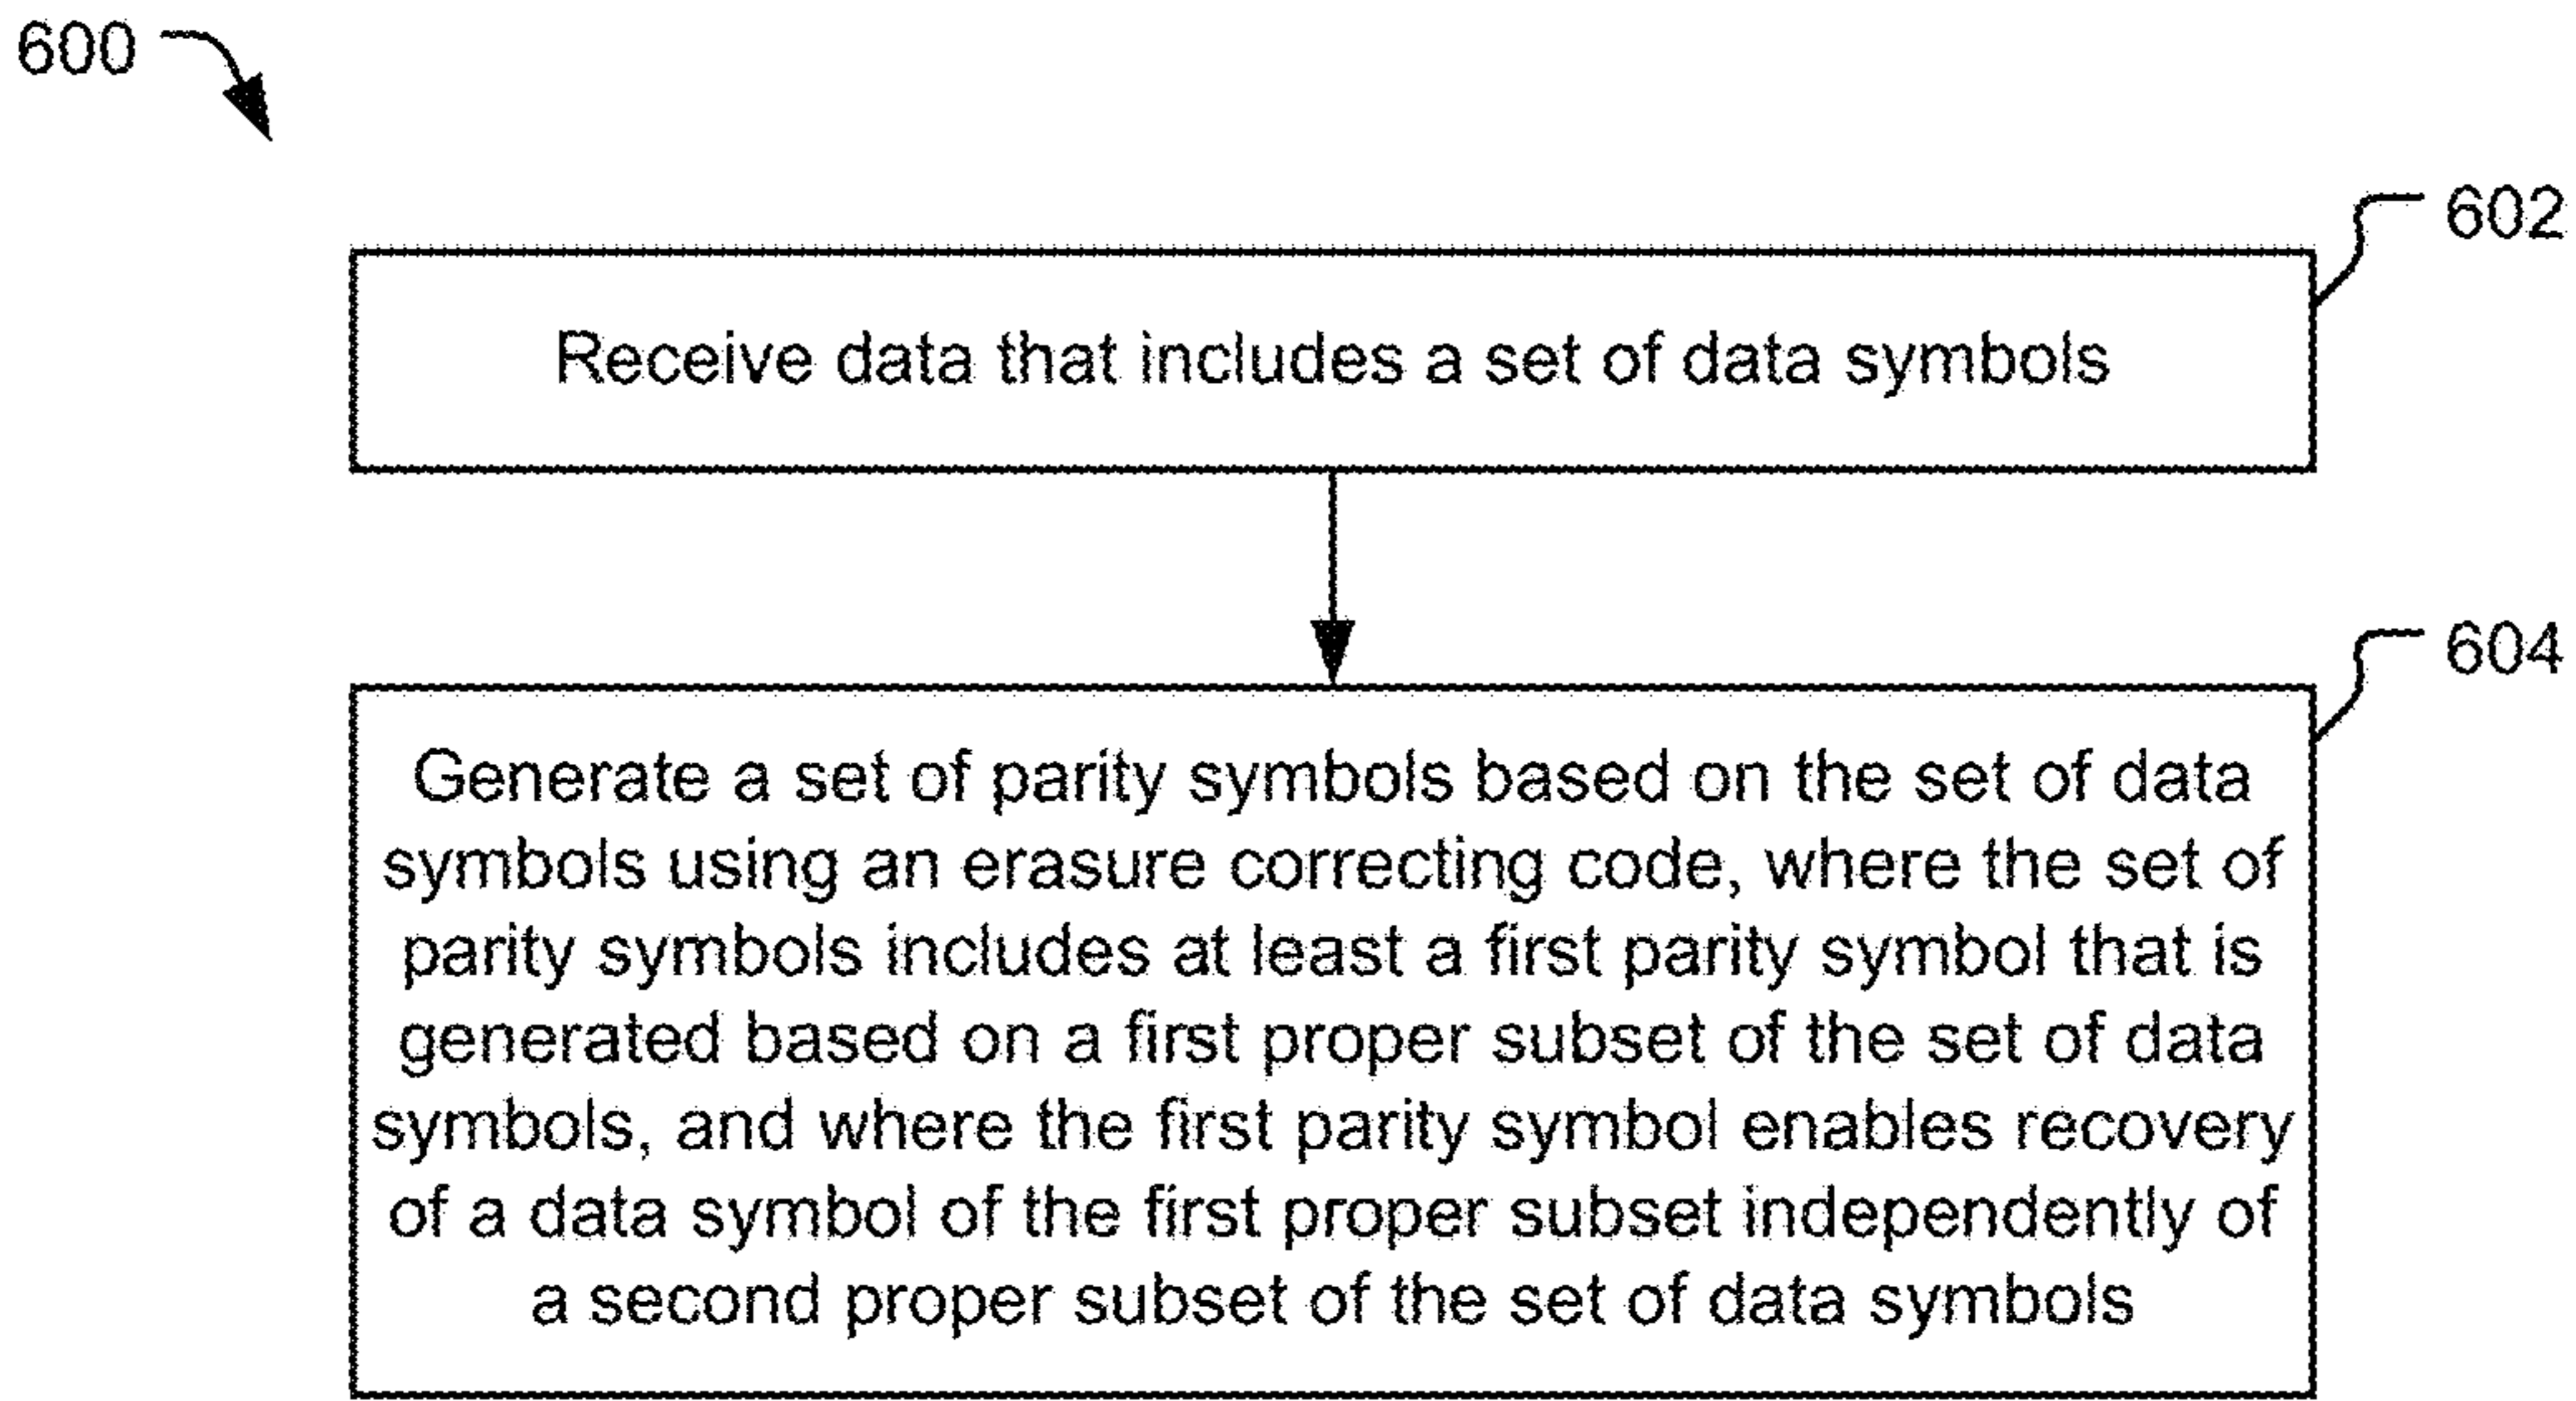 600
602
Receive data that includes a set of data symbols
604
Generate a set of parity symbols based on the set of data
symbols using an erasure correcting code, where the set of
parity symbols includes at least a first parity symbol that is
generated based on a first proper subset of the set of data
symbols, and where the first parity symbol enables recovery
of a data symbol of the first proper subset independently of
a second proper subset of the set of data symbols